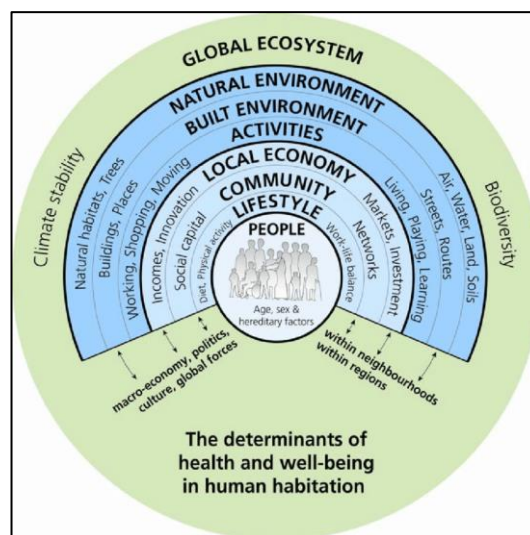 GLOBAL ECOSYSTEM
Climate stability
Biodiversity
NATURAL ENVIRONMENT
Natural habitats, Trees
Air, Water, Land, Soils
BUILT ENVIRONMENT
Buildings, Places
Streets, Routes
ACTIVITIES
Working, Shopping, Moving
Living, Playing, Learning
LOCAL ECONOMY
Incomes, Innovation
Markets, Investment
COMMUNITY
Social capital
Networks
LIFESTYLE
Diet, Physical activity
Work-life balance
PEOPLE
Age, sex &
hereditary factors
macro-economy, politics,
culture, global forces
within neighbourhoods
within regions
The determinants of
health and well-being
in human habitation